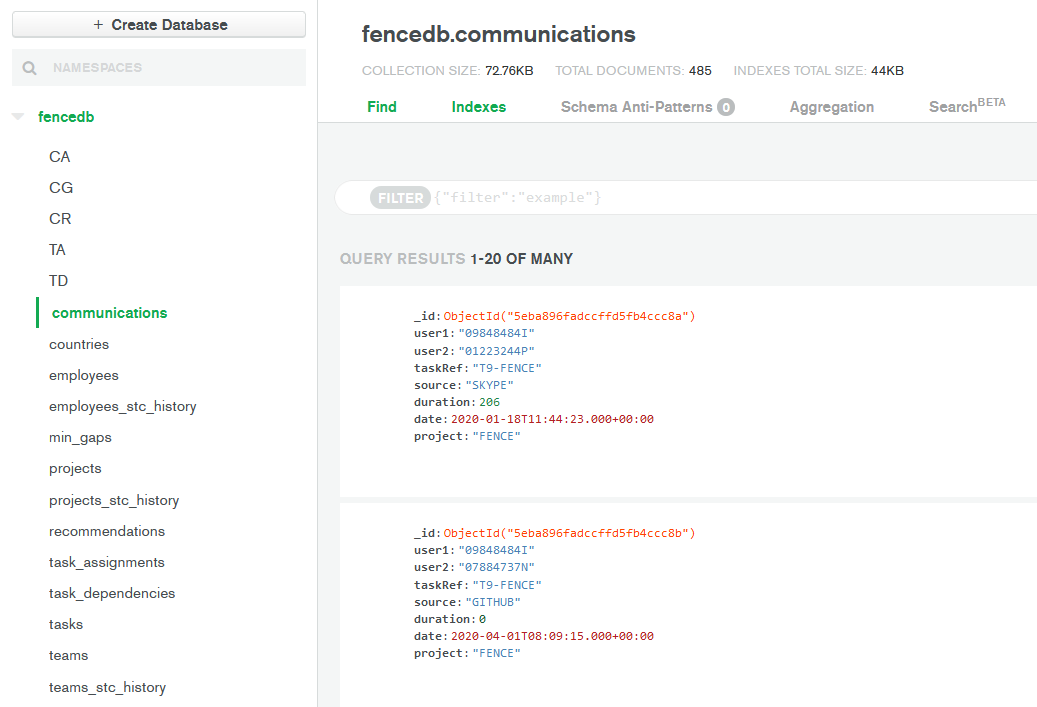 + Create Database
NAMESPACES
fencedb
CA
CG
CR
TA
TD
communications
countries
employees
employees_stc_history
min_gaps
projects
projects_stc_history
recommendations
task_assignments
task_dependencies
tasks
teams
teams_stc_history
fencedb.communications
COLLECTION SIZE: 72.76KB TOTAL DOCUMENTS: 485 INDEXES TOTAL SIZE: 44KB
Find Indexes Schema Anti-Patterns 0 Aggregation Search BETA
FILTER {"filter":"example"}
QUERY RESULTS 1-20 OF MANY
_id:ObjectId("5eba896fadccffd5fb4ccc8a")
user1:"09848484I"
user2:"01223244P"
taskRef:"T9-FENCE"
source:"SKYPE"
duration:206
date:2020-01-18T11:44:23.000+00:00
project:"FENCE"
_id:ObjectId("5eba896fadccffd5fb4ccc8b")
user1:"09848484I"
user2:"07884737N"
taskRef:"T9-FENCE"
source:"GITHUB"
duration:0
date:2020-04-01T08:09:15.000+00:00
project:"FENCE"